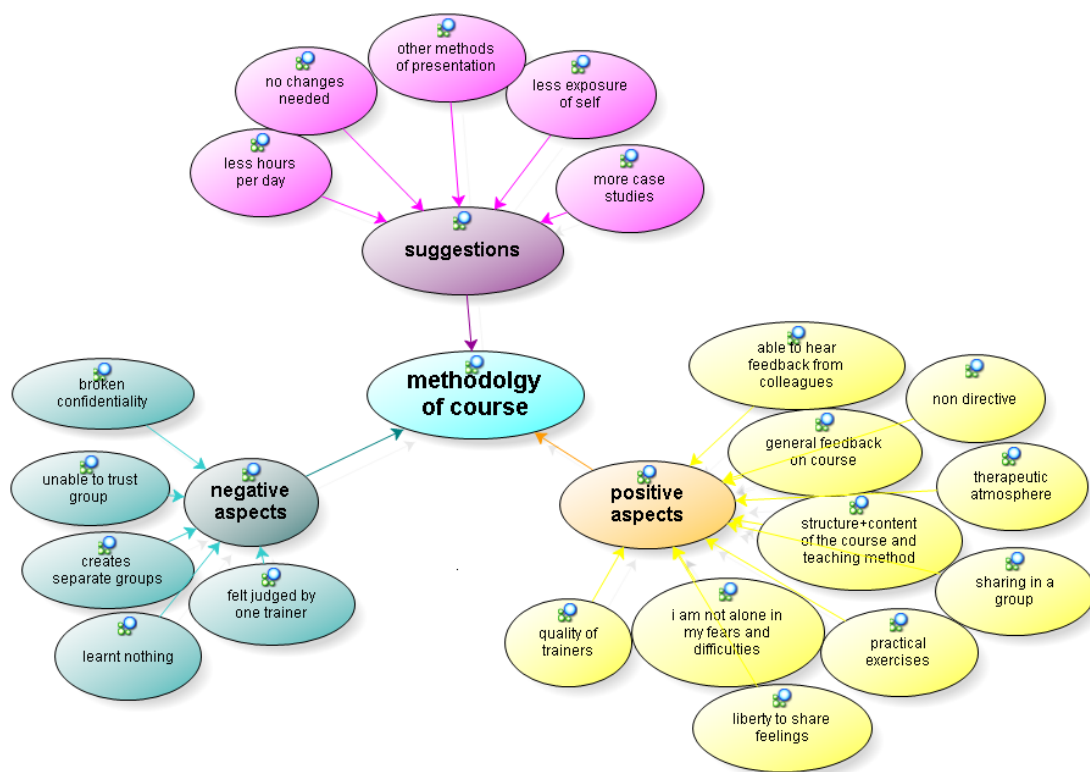 other methods
of presentation
no changes
needed
less exposure
of self
less hours
per day
more case
studies
suggestions
methodolgy
of course
broken
confidentiality
unable to trust
group
creates
separate groups
learnt nothing
felt judged by
one trainer
negative
aspects
positive
aspects
able to hear
feedback from
colleagues
non directive
general feedback
on course
therapeutic
atmosphere
structure+content
of the course and
teaching method
sharing in a
group
practical
exercises
i am not alone in
my fears and
difficulties
quality of
trainers
liberty to share
feelings